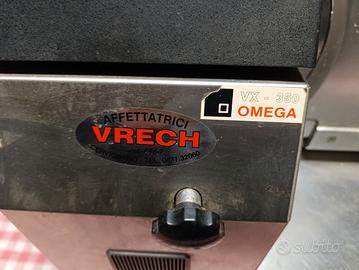 VX - 350
OMEGA
AFFETTATRICI
VRECH
subito